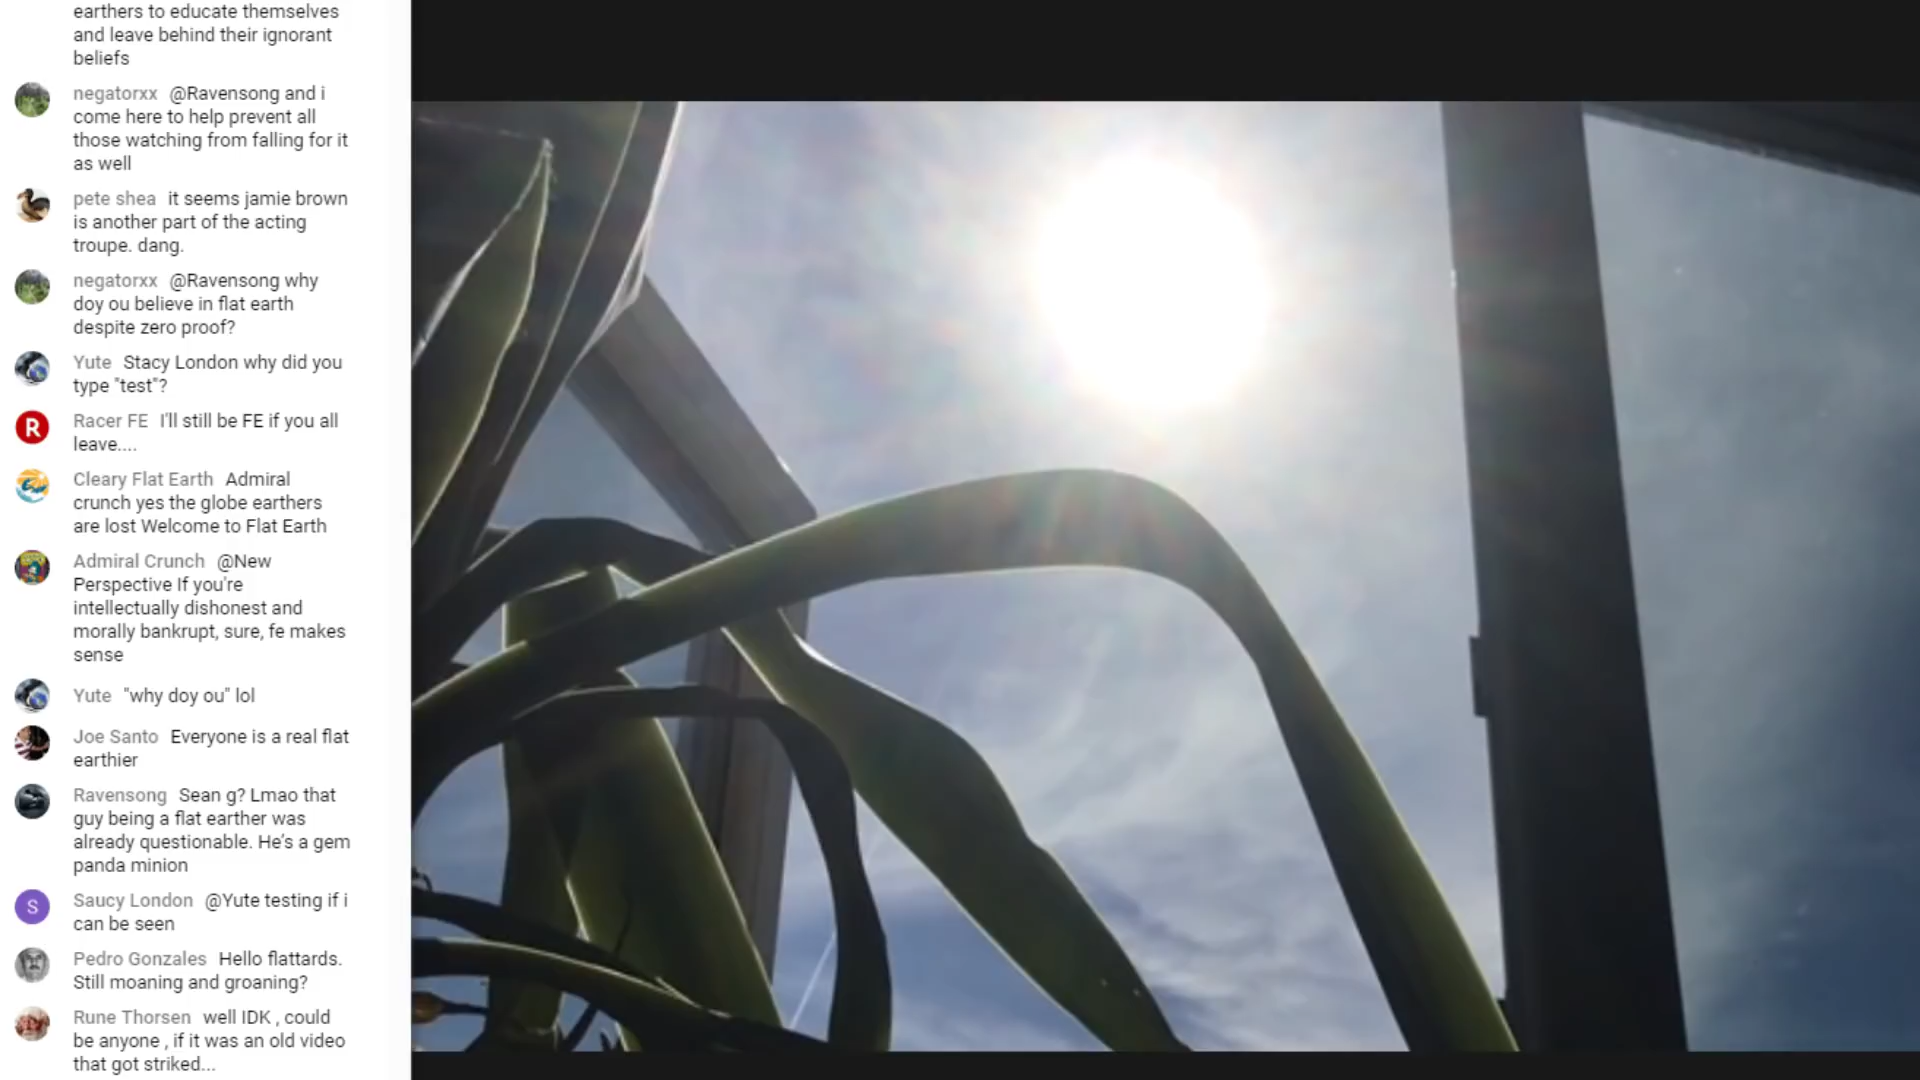 earthers to educate themselves
and leave behind their ignorant
beliefs
negatorxx @Ravensong and i
come here to help prevent all
those watching from falling for it
as well
pete shea it seems jamie brown
is another part of the acting
troupe. dang.
negatorxx @Ravensong why
doy ou believe in flat earth
despite zero proof?
Yute Stacy London why did you
type "test"?
R
Racer FE I'll still be FE if you all
leave....
Cleary Flat Earth Admiral
crunch yes the globe earthers
are lost Welcome to Flat Earth
Admiral Crunch @New
Perspective If you're
intellectually dishonest and
morally bankrupt, sure, fe makes
sense
Yute "why doy ou" lol
Joe Santo Everyone is a real flat
earthier
Ravensong Sean g? Lmao that
guy being a flat earther was
already questionable. He's a gem
panda minion
S
Saucy London @Yute testing if i
can be seen
Pedro Gonzales Hello flattards.
Still moaning and groaning?
Rune Thorsen well IDK , could
be anyone , if it was an old video
that got striked...